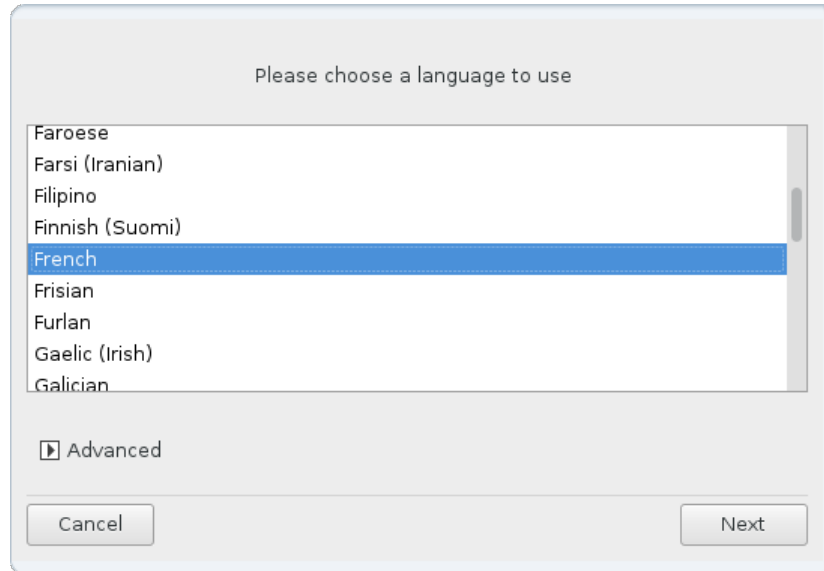 Please choose a language to use
Faroese
Farsi (Iranian)
Filipino
Finnish (Suomi)
French
Frisian
Furlan
Gaelic (Irish)
Galician
Advanced
Cancel
Next